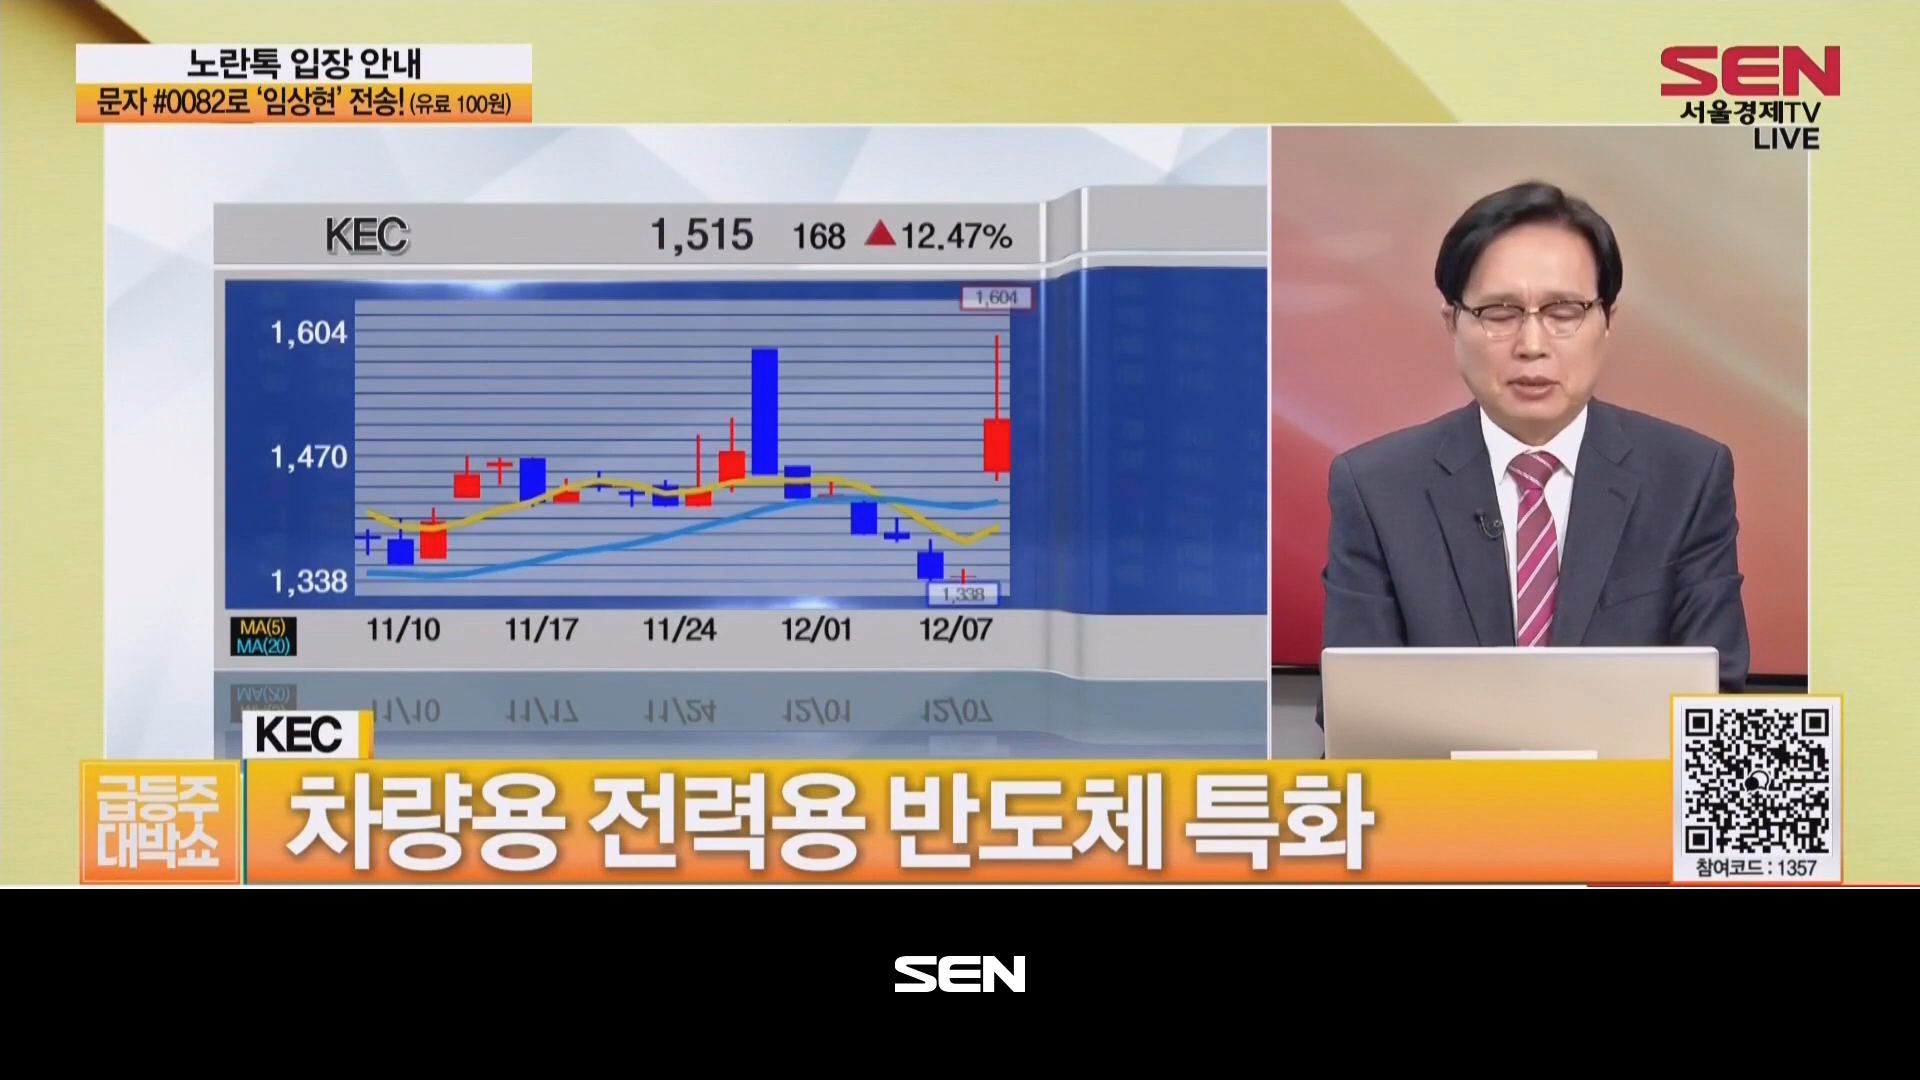 노란톡 입장 안내
문자 #0082로 '임상현' 전송! (유료 100원)
SEN
서울경제TV
LIVE
KEC 1,515 168 ▲12.47%
1,604
1,604
1,470
1,338
1,338
MA(5)
MA(20)
11/10 11/17 11/24 12/01 12/07
KEC
급등주
대박쇼
차량용 전력용 반도체 특화
참여코드 : 1357
SEN